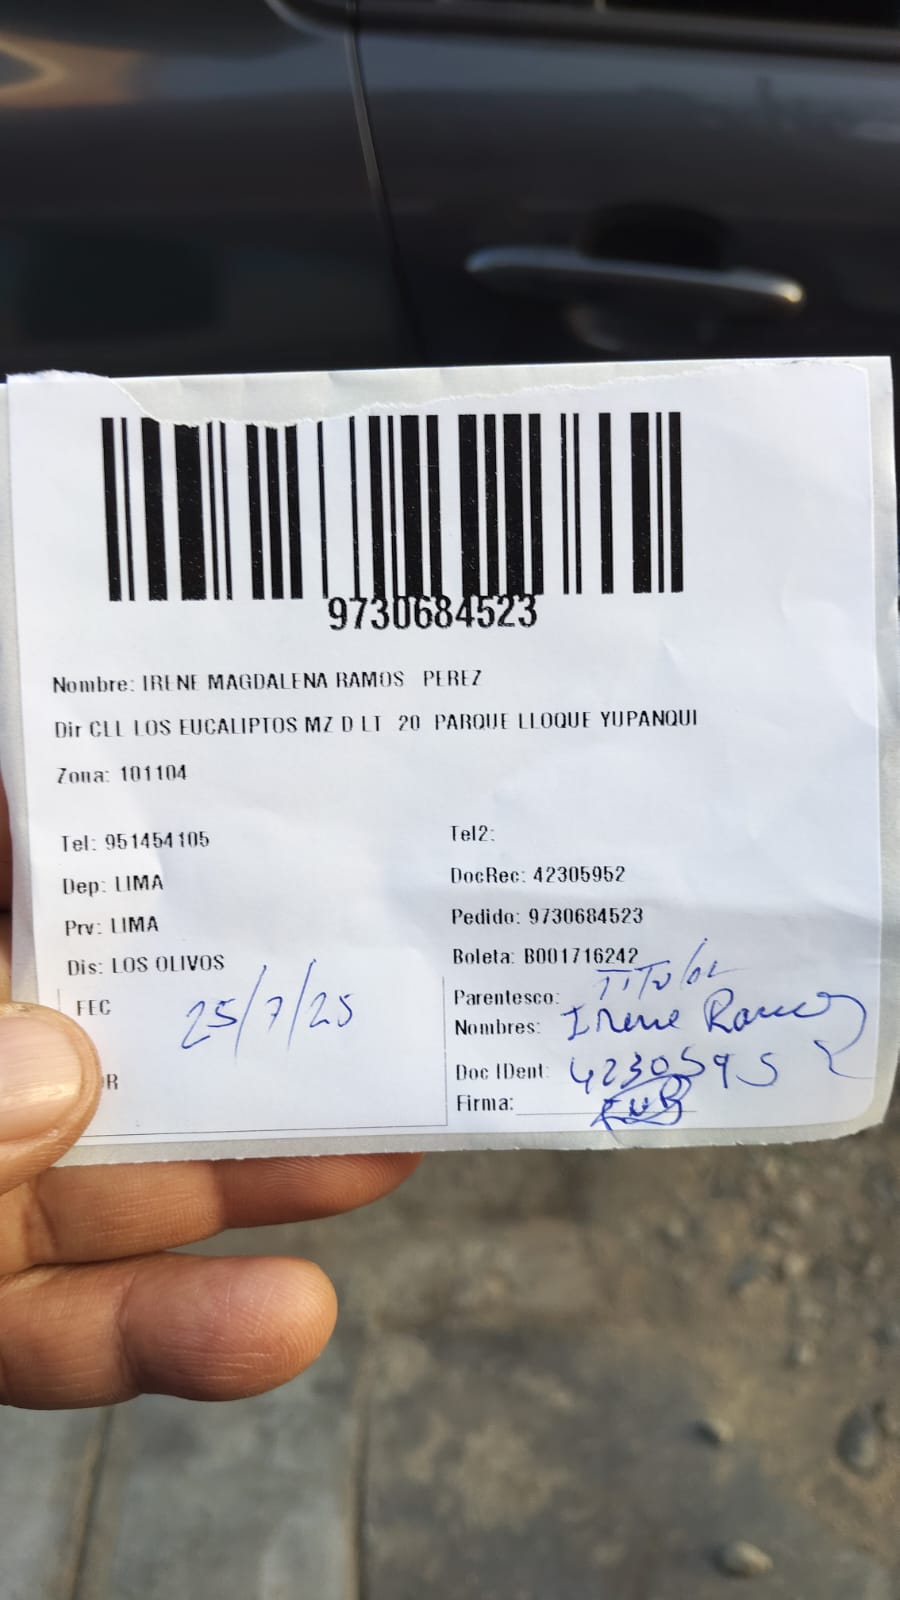 9730684523
Nombre: IRENE MAGDALENA RAMOS PEREZ
Dir CLL LOS EUCALIPTOS MZ D LT 20 PARQUE LLOQUE YUPANQUI
Zona: 101104
Tel: 951454105
Tel2:
Dep: LIMA
DocRec: 42305952
Prv: LIMA
Pedido: 9730684523
Dis: LOS OLIVOS
Boleta: B001716242
FEC 25/7/25
Parentesco: Titular
Nombres: Irene Ramos
Doc IDent: 42305952
Firma: